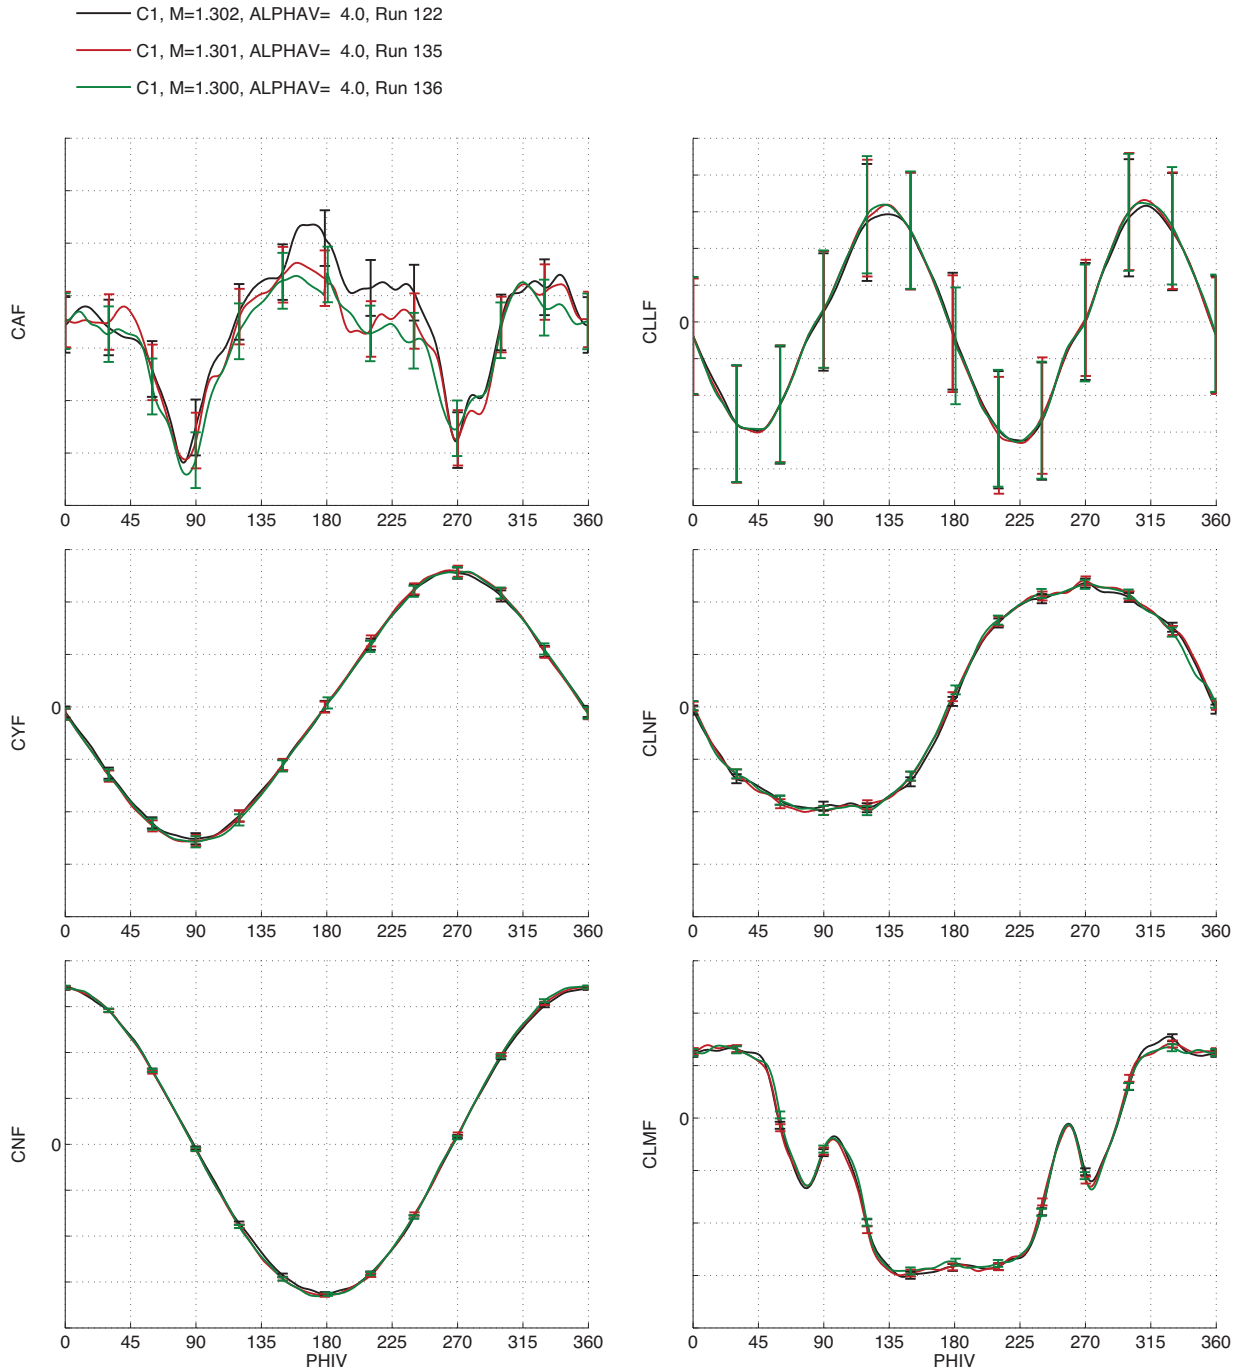 C1, M=1.302, ALPHAV= 4.0, Run 122
C1, M=1.301, ALPHAV= 4.0, Run 135
C1, M=1.300, ALPHAV= 4.0, Run 136
CAF
0 45 90 135 180 225 270 315 360
CLLF
0
0 45 90 135 180 225 270 315 360
CYF
0
0 45 90 135 180 225 270 315 360
CLNF
0
0 45 90 135 180 225 270 315 360
CNF
0
0 45 90 135 180 225 270 315 360
PHIV
CLMF
0
0 45 90 135 180 225 270 315 360
PHIV